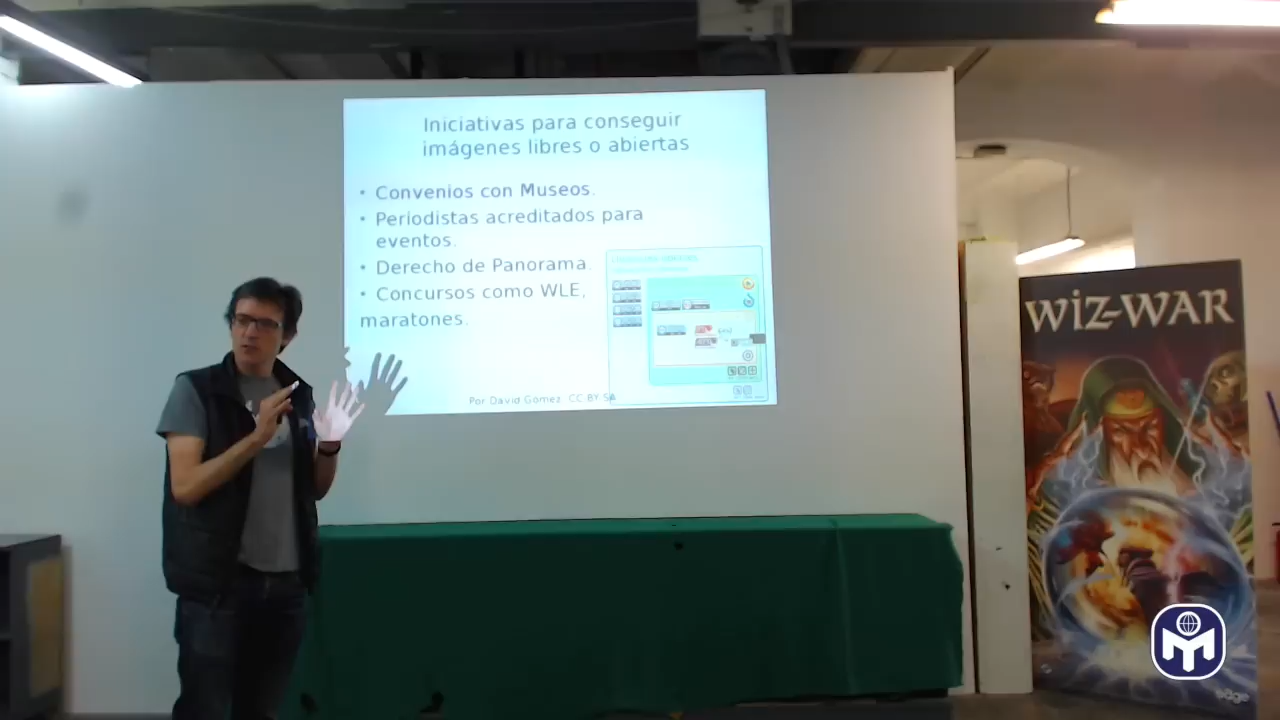 Iniciativas para conseguir
imágenes libres o abiertas
• Convenios con Museos.
• Periodistas acreditados para
eventos.
• Derecho de Panorama.
• Concursos como WLE,
maratones.
Por David Gómez. CC-BY-SA
WIZ-WAR
edge